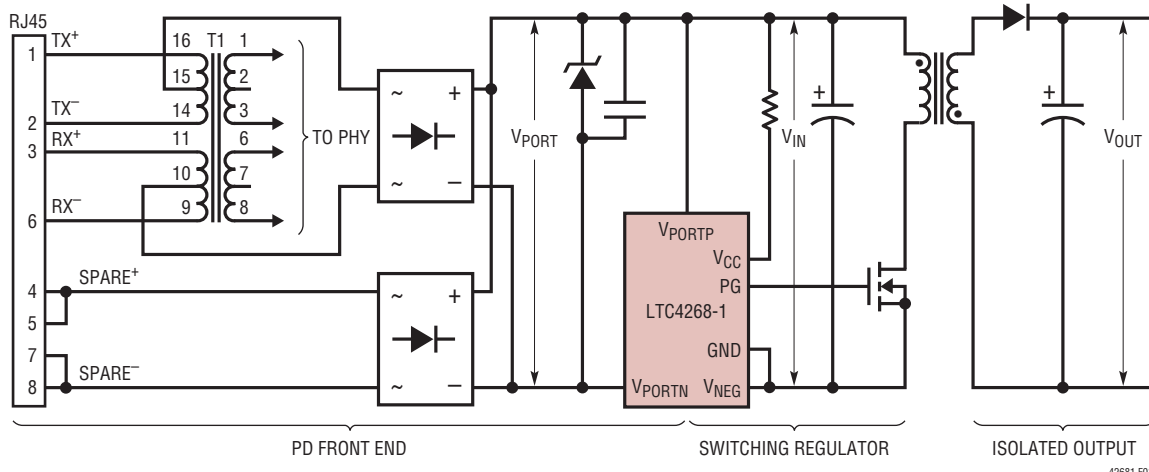 RJ45
1
TX+
2
TX−
3
RX+
6
RX−
4
SPARE+
5
7
8
SPARE−
16
T1
1
15
2
14
3
11
6
10
7
9
8
TO PHY
~
+
~
−
~
+
~
−
VPORT
VPORTP
VCC
PG
LTC4268-1
GND
VPORTN
VNEG
VIN
+
+
VOUT
PD FRONT END
SWITCHING REGULATOR
ISOLATED OUTPUT